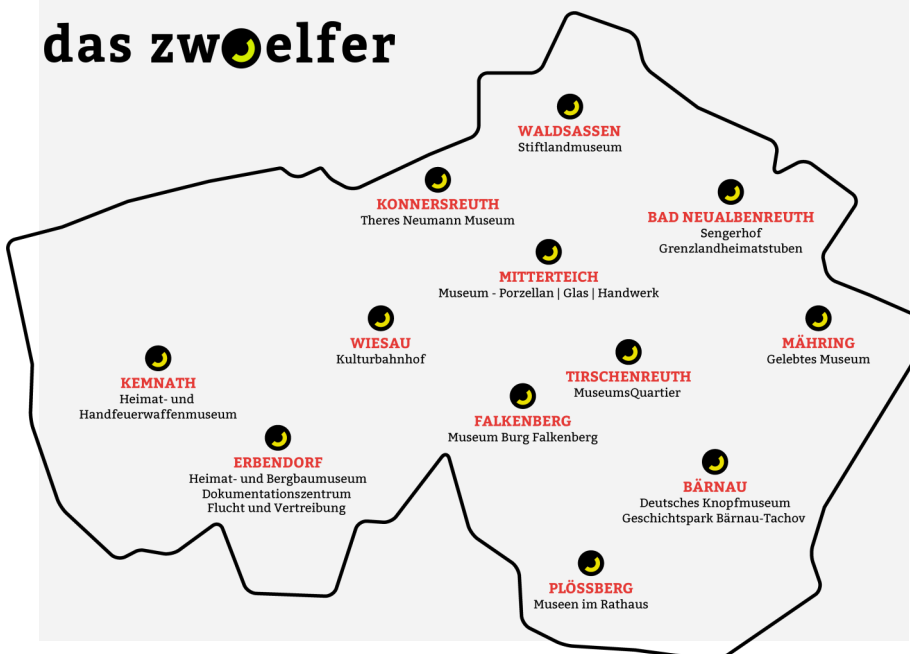 das zwoelfer
WALDSASSEN
Stiftlandmuseum
KONNERSREUTH
Theres Neumann Museum
BAD NEUALBENREUTH
Sengerhof
Grenzlandheimatstuben
MITTERTEICH
Museum - Porzellan | Glas | Handwerk
WIESAU
Kulturbahnhof
MÄHRING
Gelebtes Museum
KEMNATH
Heimat- und
Handfeuerwaffenmuseum
TIRSCHENREUTH
MuseumsQuartier
FALKENBERG
Museum Burg Falkenberg
ERBENDORF
Heimat- und Bergbaumuseum
Dokumentationszentrum
Flucht und Vertreibung
BÄRNAU
Deutsches Knopfmuseum
Geschichtspark Bärnau-Tachov
PLÖSSBERG
Museen im Rathaus